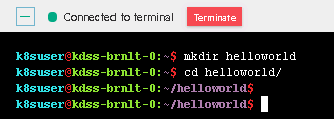 Connected to terminal Terminate
k8suser@kdss-brnlt-0:~$ mkdir helloworld
k8suser@kdss-brnlt-0:~$ cd helloworld/
k8suser@kdss-brnlt-0:~/helloworld$
k8suser@kdss-brnlt-0:~/helloworld$